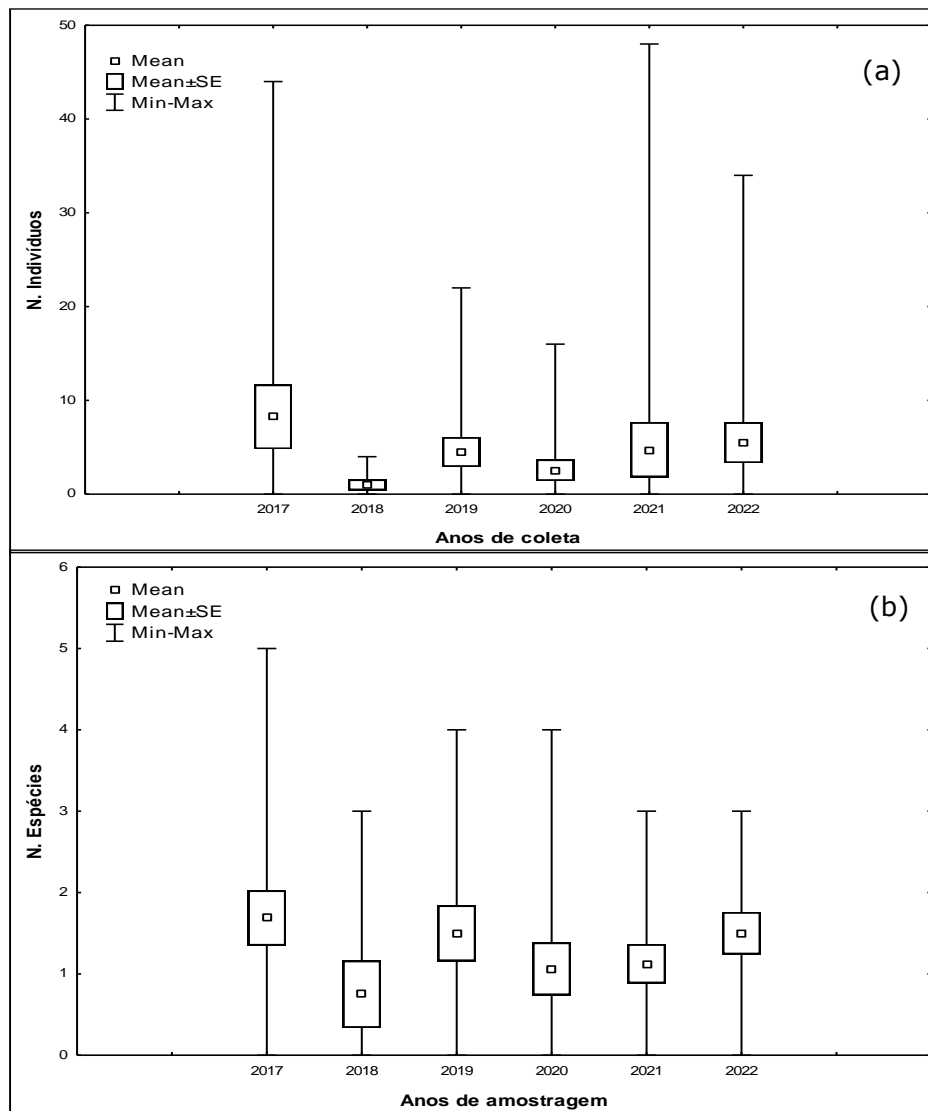 (a)
Mean
Mean±SE
Min-Max
50
40
30
20
10
0
N. Indivíduos
2017 2018 2019 2020 2021 2022
Anos de coleta
(b)
Mean
Mean±SE
Min-Max
6
5
4
3
2
1
0
N. Espécies
2017 2018 2019 2020 2021 2022
Anos de amostragem